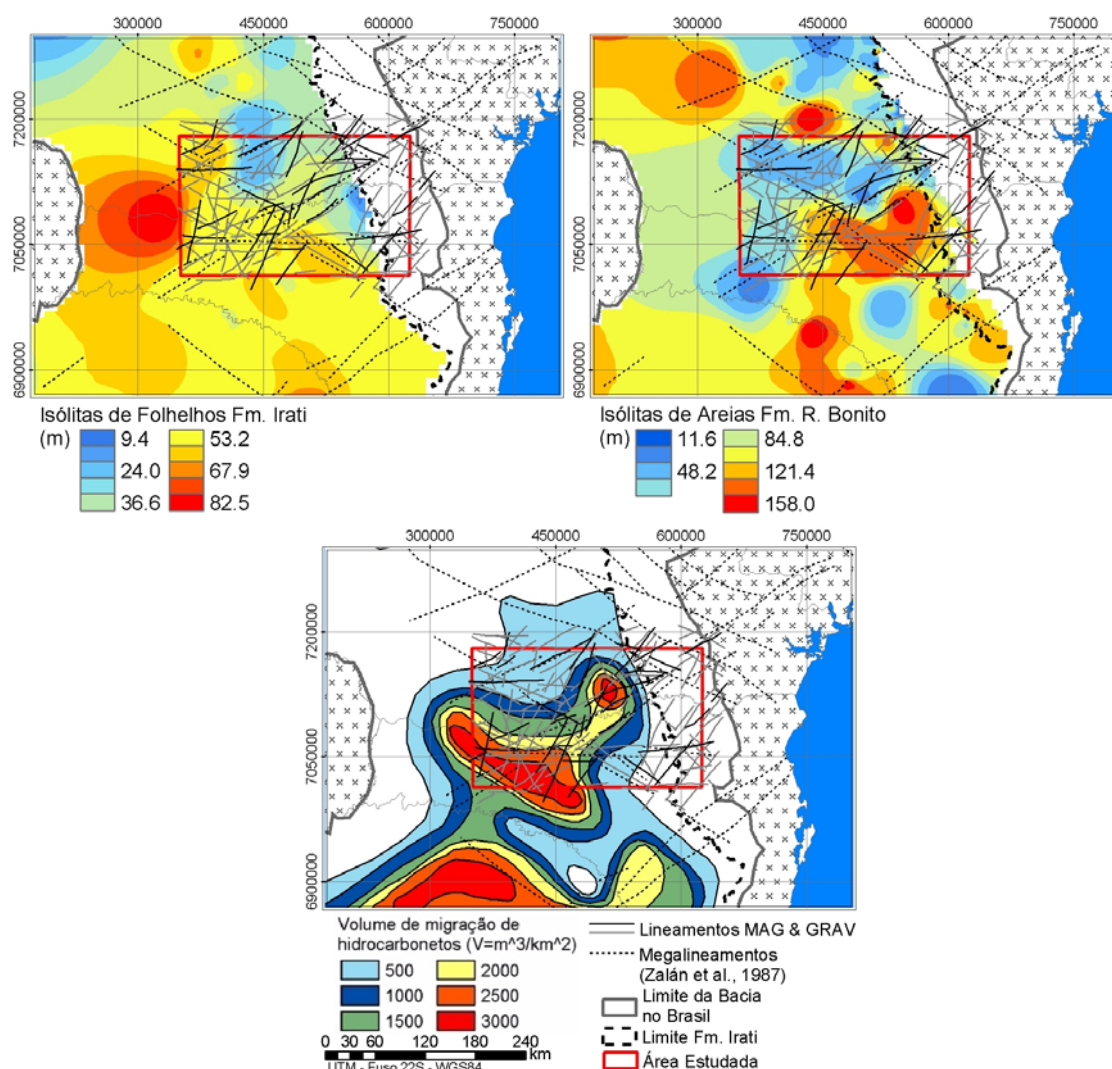 300000 450000 600000 750000
7200000
7050000
6900000
Isólitas de Folhelhos Fm. Irati
(m)
9.4 53.2
24.0 67.9
36.6 82.5
300000 450000 600000 750000
7200000
7050000
6900000
Isólitas de Areias Fm. R. Bonito
(m)
11.6 84.8
48.2 121.4
158.0
300000 450000 600000 750000
7200000
7050000
6900000
Volume de migração de
hidrocarbonetos (V=m^3/km^2)
500 2000
1000 2500
1500 3000
0 30 60 120 180 240 km
UTM - Fuso 22S - WGS84
Lineamentos MAG & GRAV
Megalineamentos
(Zalán et al., 1987)
Limite da Bacia
no Brasil
Limite Fm. Irati
Área Estudada